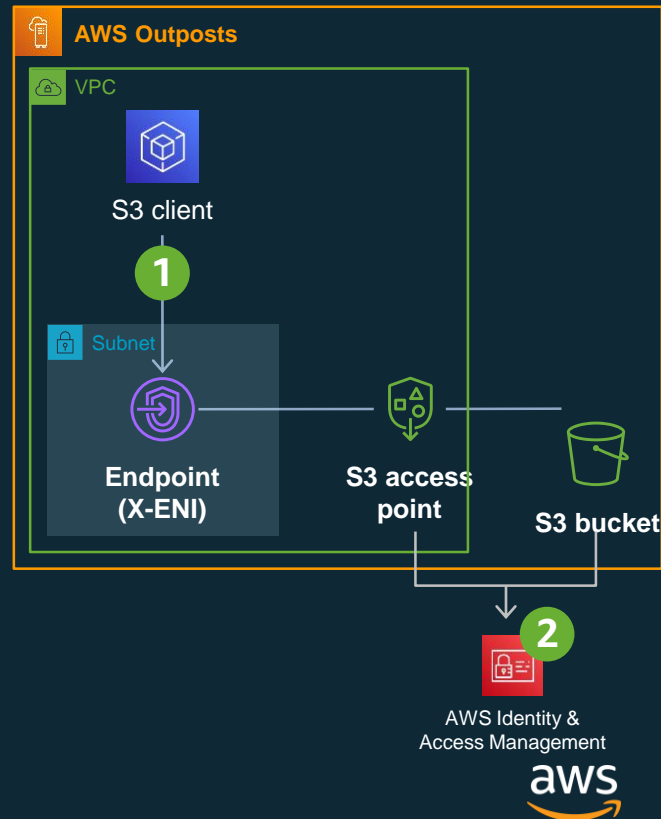 AWS Outposts
VPC
S3 client
1
Subnet
Endpoint
(X-ENI)
S3 access
point
S3 bucket
2
AWS Identity &
Access Management
aws